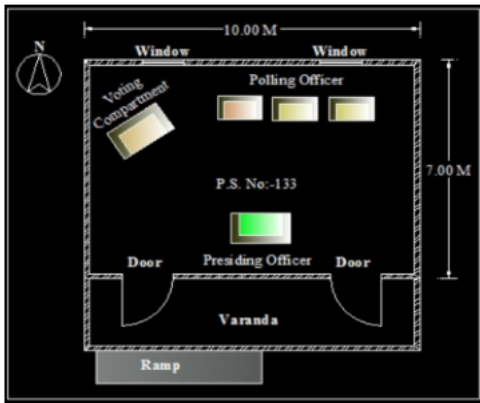 10.00 M
N
Window
Window
Polling Officer
Voting
Compartment
7.00 M
P.S. No:-133
Door
Presiding Officer
Door
Varanda
Ramp